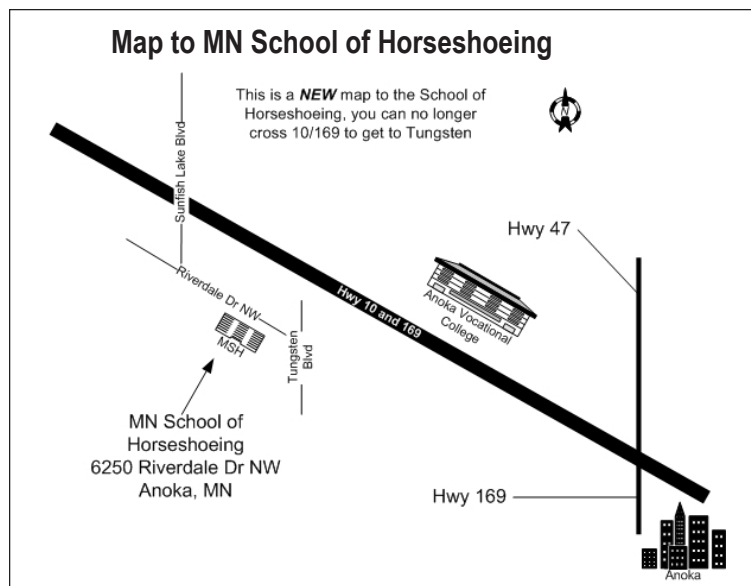 Map to MN School of Horseshoeing
This is a NEW map to the School of
Horseshoeing, you can no longer
cross 10/169 to get to Tungsten
N
Sunfish Lake Blvd
Hwy 47
Riverdale Dr NW
Hwy 10 and 169
Anoka Vocational
College
MSH
Tungsten
Blvd
MN School of
Horseshoeing
6250 Riverdale Dr NW
Anoka, MN
Hwy 169
Anoka